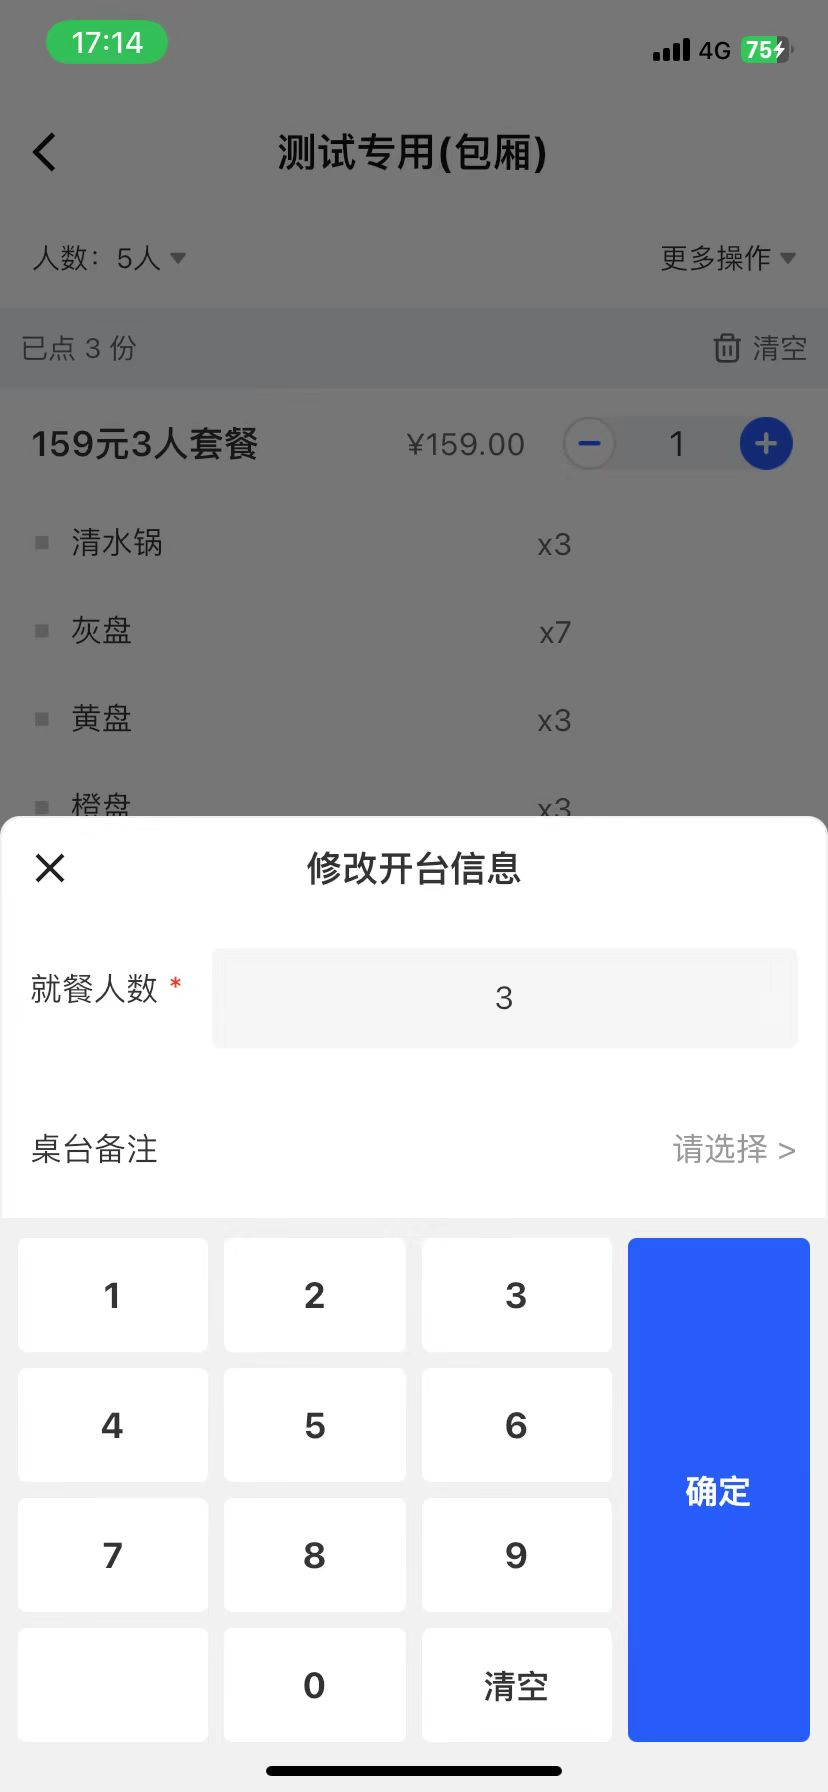 17:14
4G 75
测试专用(包厢)
人数：5人 更多操作
已点 3 份 清空
159元3人套餐 ¥159.00 1
清水锅 x3
灰盘 x7
黄盘 x3
橙盘 x3
修改开台信息
就餐人数 * 3
桌台备注 请选择 >
1 2 3
4 5 6
确定
7 8 9
0 清空